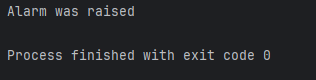 Alarm was raised
Process finished with exit code 0